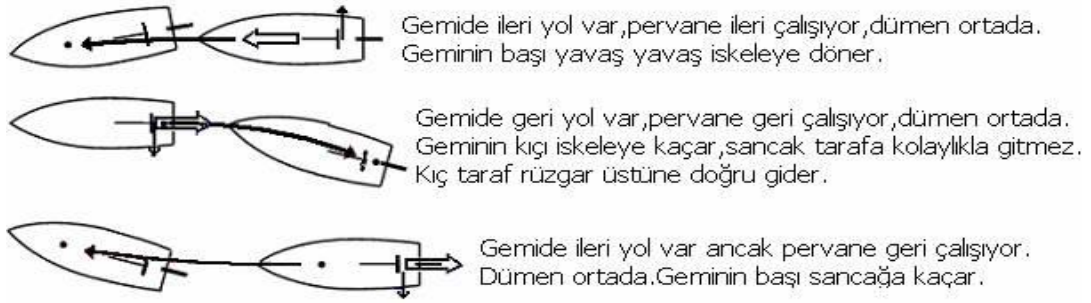 Gemide ileri yol var,pervane ileri çalışıyor,dümen ortada.
Geminin başı yavaş yavaş iskeleye döner.
Gemide geri yol var,pervane geri çalışıyor,dümen ortada.
Geminin kıçı iskeleye kaçar,sancak tarafa kolaylıkla gitmez.
Kıç taraf rüzgar üstüne doğru gider.
Gemide ileri yol var ancak pervane geri çalışıyor.
Dümen ortada.Geminin başı sancağa kaçar.